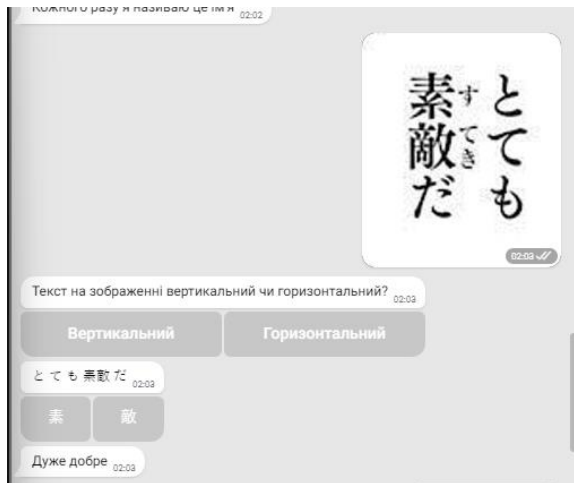 Кожного разу я називаю це ім'я 02:02
とても
素敵だ
すてき
02:03
Текст на зображенні вертикальний чи горизонтальний? 02:03
Вертикальний Горизонтальний
とても素敵だ 02:03
素 敵
Дуже добре 02:03